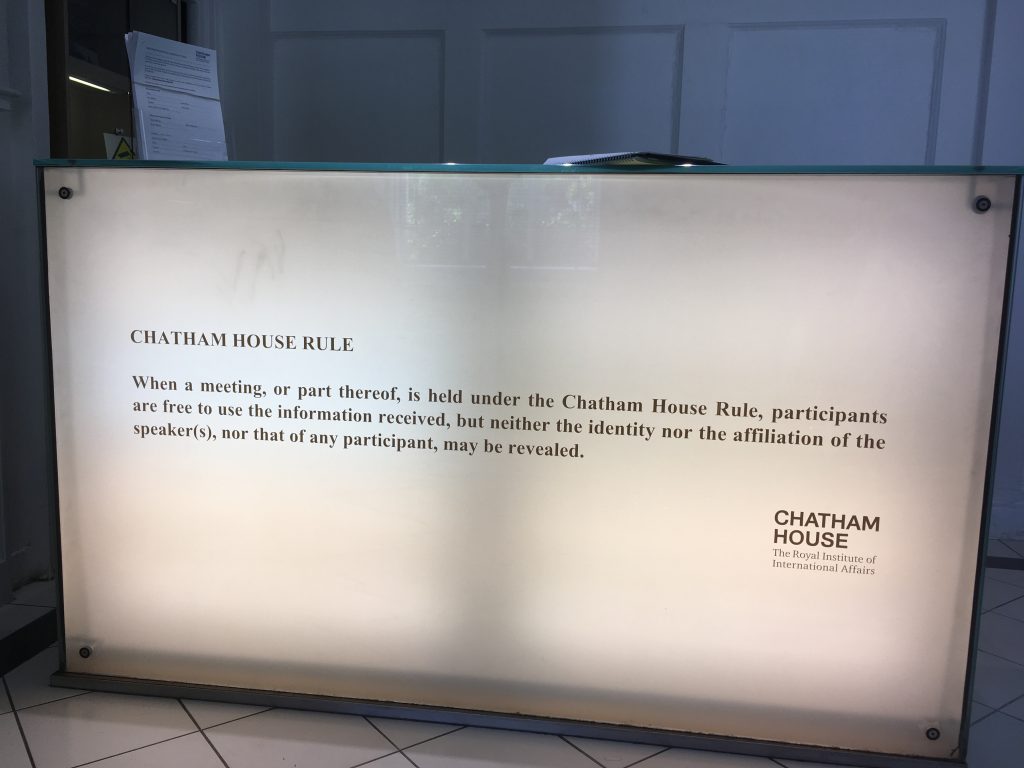 CHATHAM HOUSE
CHATHAM HOUSE RULE
When a meeting, or part thereof, is held under the Chatham House Rule, participants
are free to use the information received, but neither the identity nor the affiliation of the
speaker(s), nor that of any participant, may be revealed.
CHATHAM
HOUSE
The Royal Institute of
International Affairs